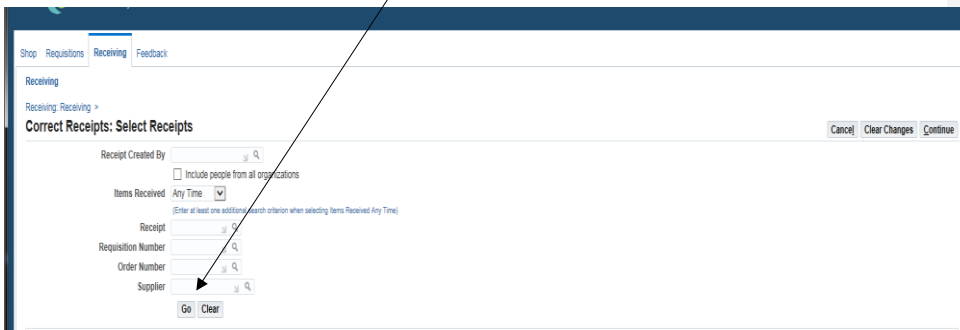 Shop Requisitions Receiving Feedback
Receiving
Receiving: Receiving >
Correct Receipts: Select Receipts
Cancel Clear Changes Continue
Receipt Created By
Include people from all organizations
Items Received Any Time
(Enter at least one additional search criterion when selecting Items Received Any Time)
Receipt
Requisition Number
Order Number
Supplier
Go Clear